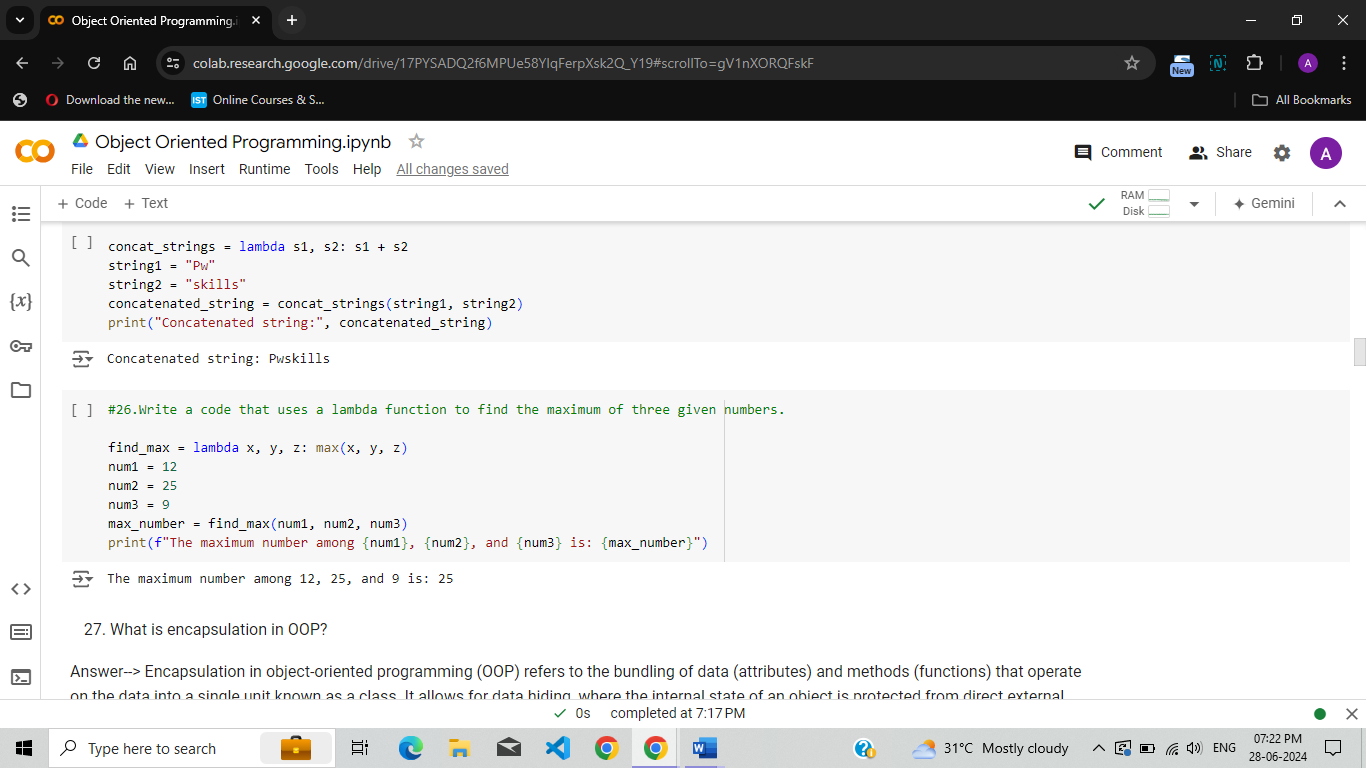 Object Oriented Programming.
colab.research.google.com/drive/17PYSADQ2f6MPUe58YIqFerpXsk2Q_Y19#scrollTo=gV1nXORQFskF
New
N
A
Download the new...
IST
Online Courses & S...
All Bookmarks
Object Oriented Programming.ipynb
File Edit View Insert Runtime Tools Help All changes saved
Comment
Share
A
+ Code + Text
RAM
Disk
Gemini
[ ] concat_strings = lambda s1, s2: s1 + s2
string1 = "Pw"
string2 = "skills"
concatenated_string = concat_strings(string1, string2)
print("Concatenated string:", concatenated_string)
Concatenated string: Pwskills
[ ] #26.Write a code that uses a lambda function to find the maximum of three given numbers.
find_max = lambda x, y, z: max(x, y, z)
num1 = 12
num2 = 25
num3 = 9
max_number = find_max(num1, num2, num3)
print(f"The maximum number among {num1}, {num2}, and {num3} is: {max_number}")
The maximum number among 12, 25, and 9 is: 25
27. What is encapsulation in OOP?
Answer--> Encapsulation in object-oriented programming (OOP) refers to the bundling of data (attributes) and methods (functions) that operate
on the data into a single unit known as a class. It allows for data hiding, where the internal state of an object is protected from direct external
0s completed at 7:17 PM
Type here to search
31°C Mostly cloudy
ENG
07:22 PM
28-06-2024